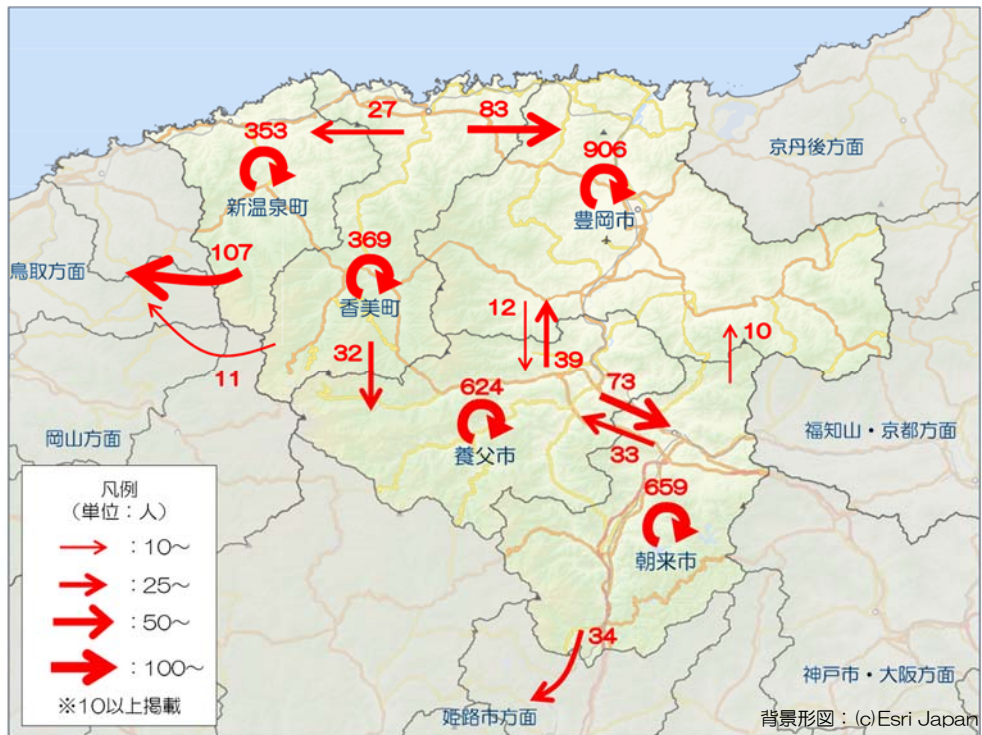 27
83
353
906
京丹後方面
新温泉町
豊岡市
369
107
鳥取方面
香美町
12
10
32
39
11
73
624
岡山方面
福知山・京都方面
養父市
33
659
朝来市
凡例
(単位:人)
:10~
:25~
:50~
:100~
※10以上掲載
34
神戸市・大阪方面
姫路市方面
背景形図:(c)Esri Japan